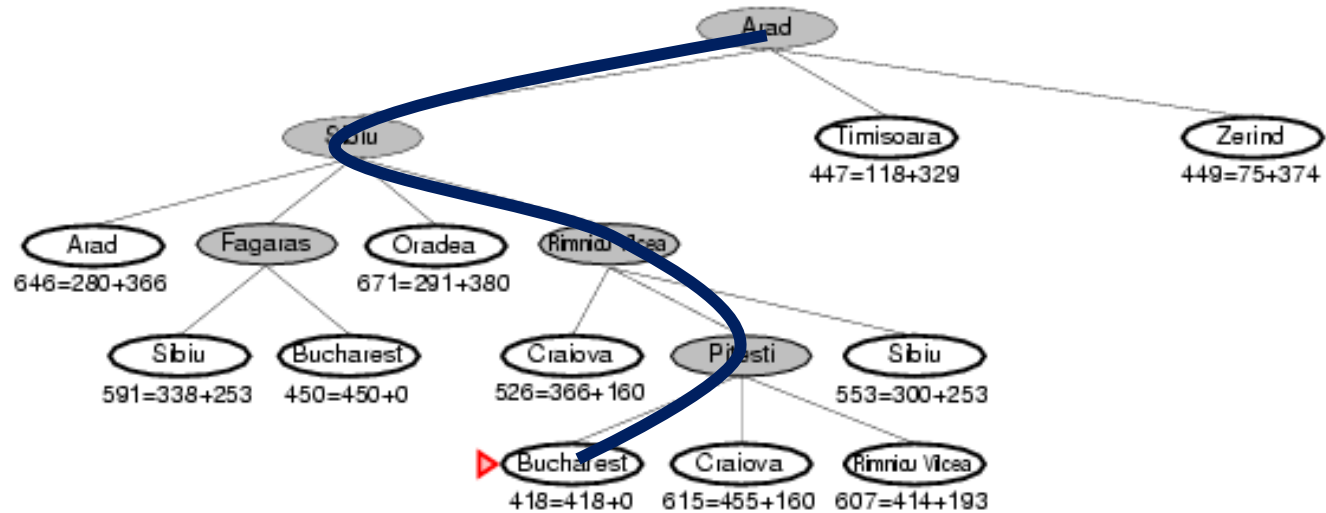 Arad
Sibiu
Timisoara
Zerind
447=118+329
449=75+374
Arad
Fagaras
Oradea
Rimnicu Vilcea
646=280+366
671=291+380
Sibiu
Bucharest
Craiova
Pitesti
Sibiu
591=338+253
450=450+0
526=366+160
553=300+253
Bucharest
Craiova
Rimnicu Vilcea
418=418+0
615=455+160
607=414+193